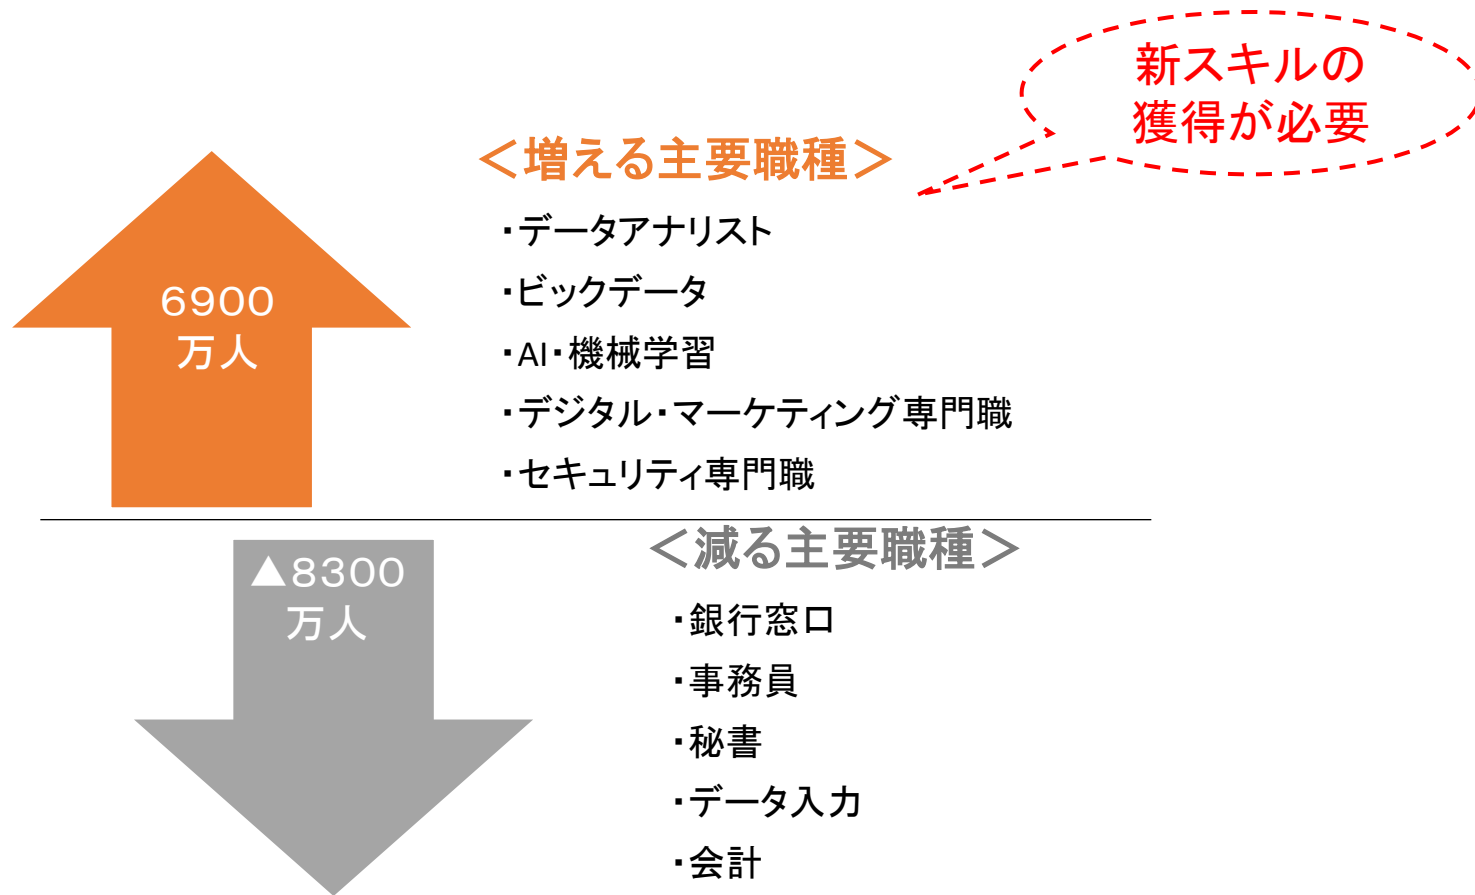 新スキルの
獲得が必要
＜増える主要職種＞
・データアナリスト
・ビックデータ
・AI・機械学習
・デジタル・マーケティング専門職
・セキュリティ専門職
6900
万人
＜減る主要職種＞
▲8300
万人
・銀行窓口
・事務員
・秘書
・データ入力
・会計